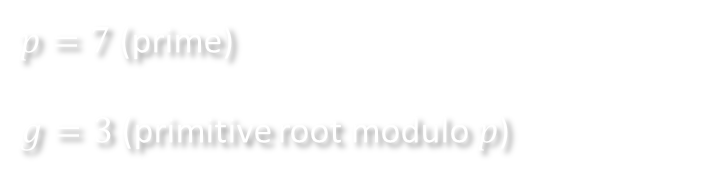 p = 7 (prime)
g = 3 (primitive root modulo p)